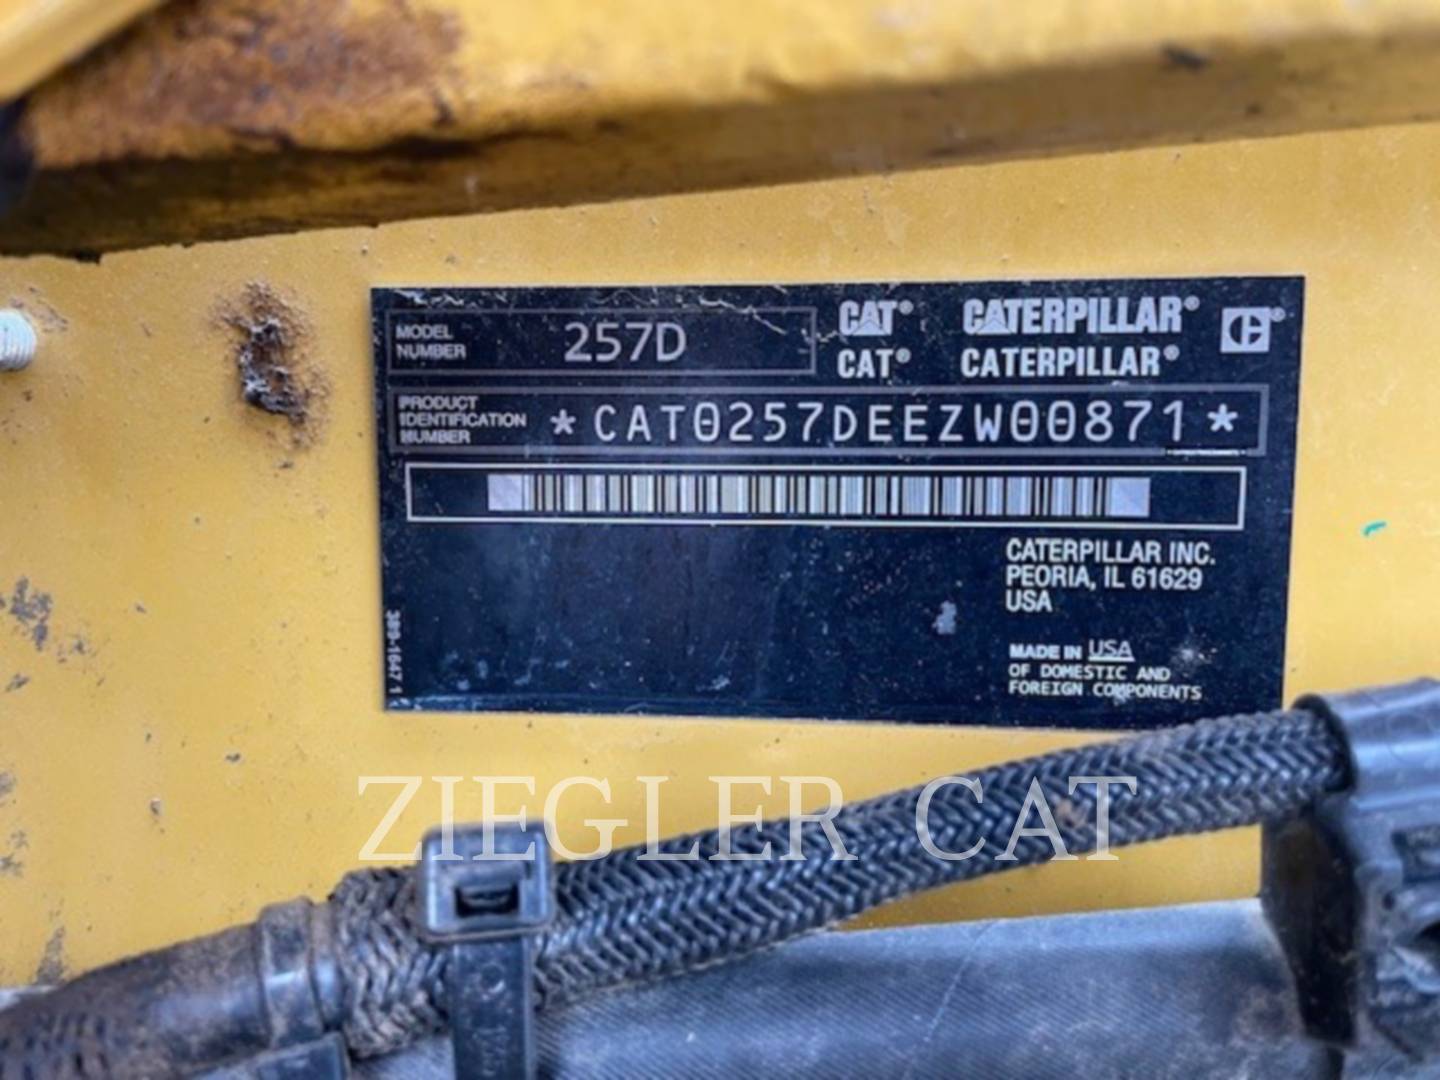 MODEL NUMBER 257D
CAT® CATERPILLAR®
CAT® CATERPILLAR®
PRODUCT IDENTIFICATION NUMBER *CAT0257DEEZW00871*
CATERPILLAR INC.
PEORIA, IL 61629
USA
MADE IN USA
OF DOMESTIC AND
FOREIGN COMPONENTS
ZIEGLER CAT